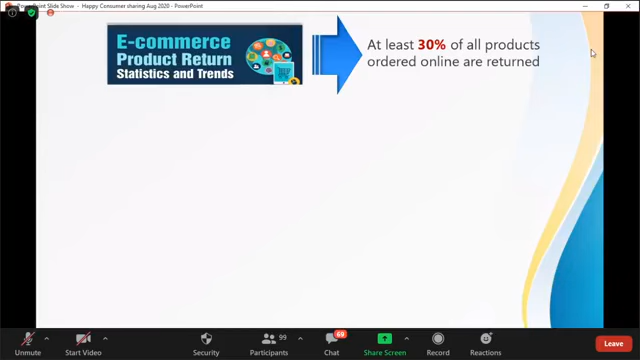 PowerPoint Slide Show - Happy Consumer sharing Aug 2020 - PowerPoint
E-commerce
Product Return
Statistics and Trends
At least 30% of all products
ordered online are returned
69
99
Unmute
Start Video
Security
Participants
Chat
Share Screen
Record
Reactions
Leave